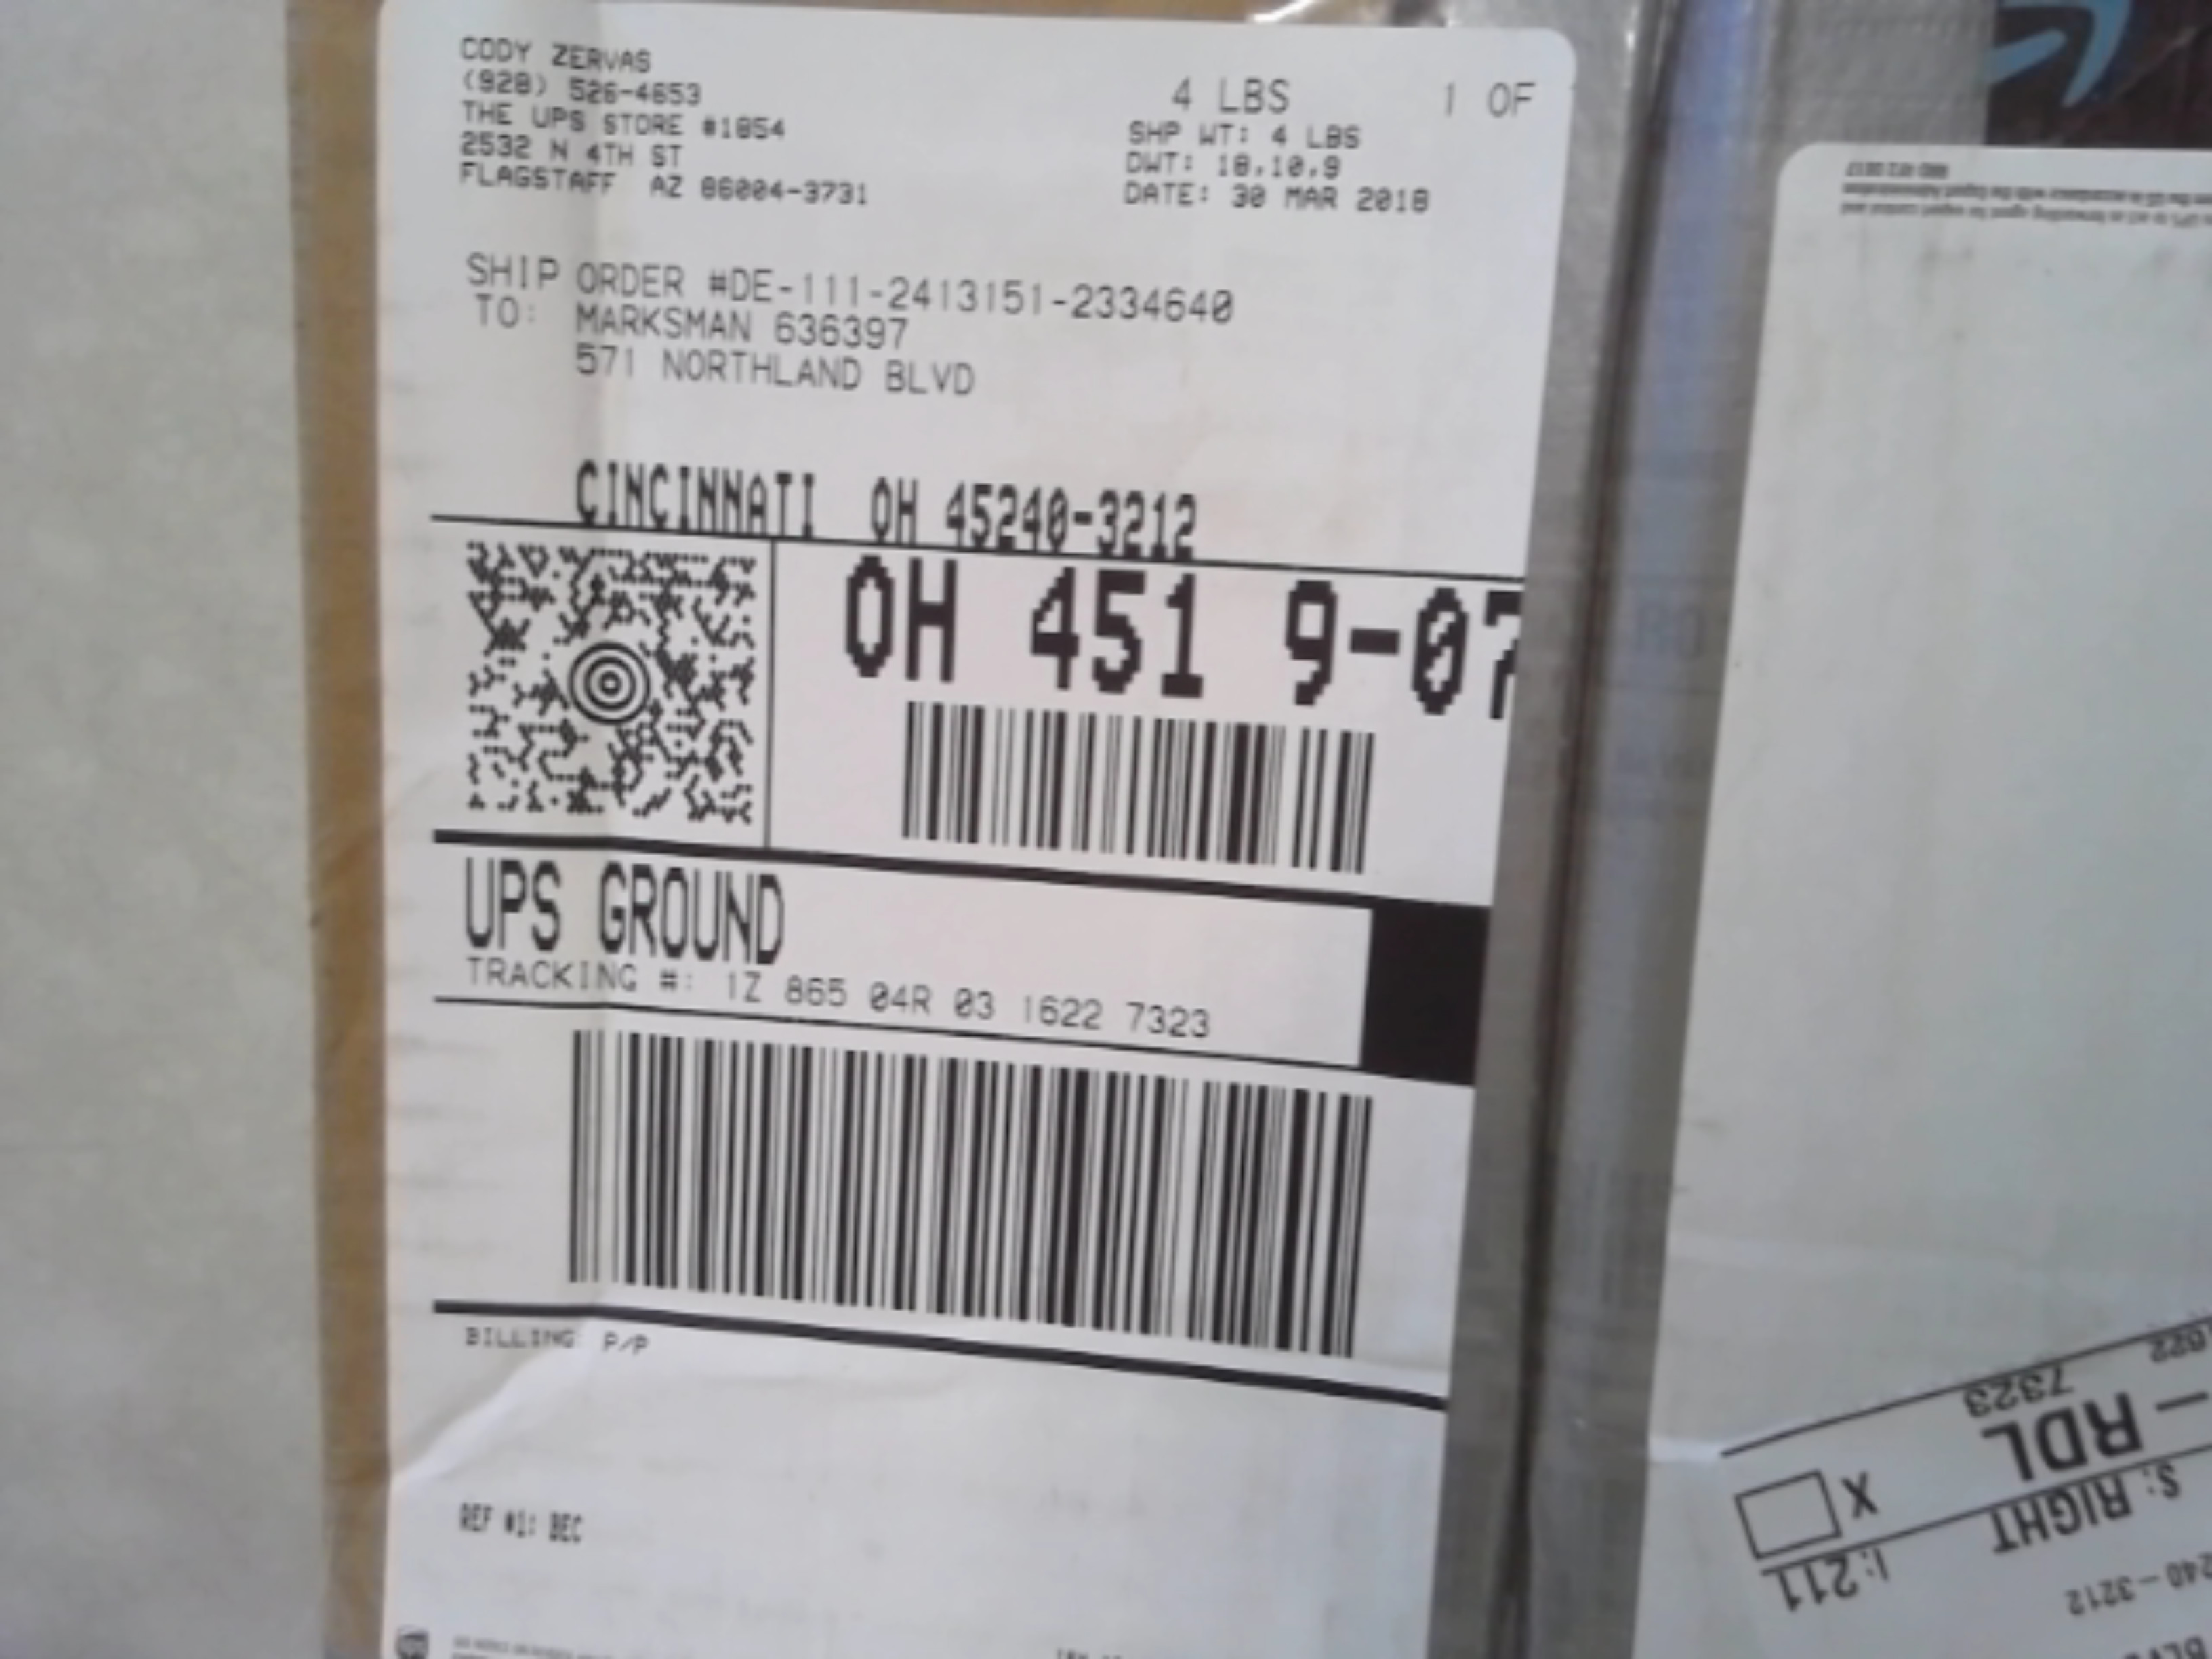 CODY ZERVAS
(928) 526-4653
THE UPS STORE #1854
2532 N 4TH ST
FLAGSTAFF AZ 86004-3731
4 LBS 1 OF
SHP WT: 4 LBS
DWT: 18,10,9
DATE: 30 MAR 2018
SHIP ORDER #DE-111-2413151-2334640
TO: MARKSMAN 636397
571 NORTHLAND BLVD
CINCINNATI OH 45240-3212
OH 451 9-07
UPS GROUND
TRACKING #: 1Z 865 04R 03 1622 7323
BILLING: P/P
REF #1: BEC
7323
— RDL
X
S: RIGHT
I:211
240-3212